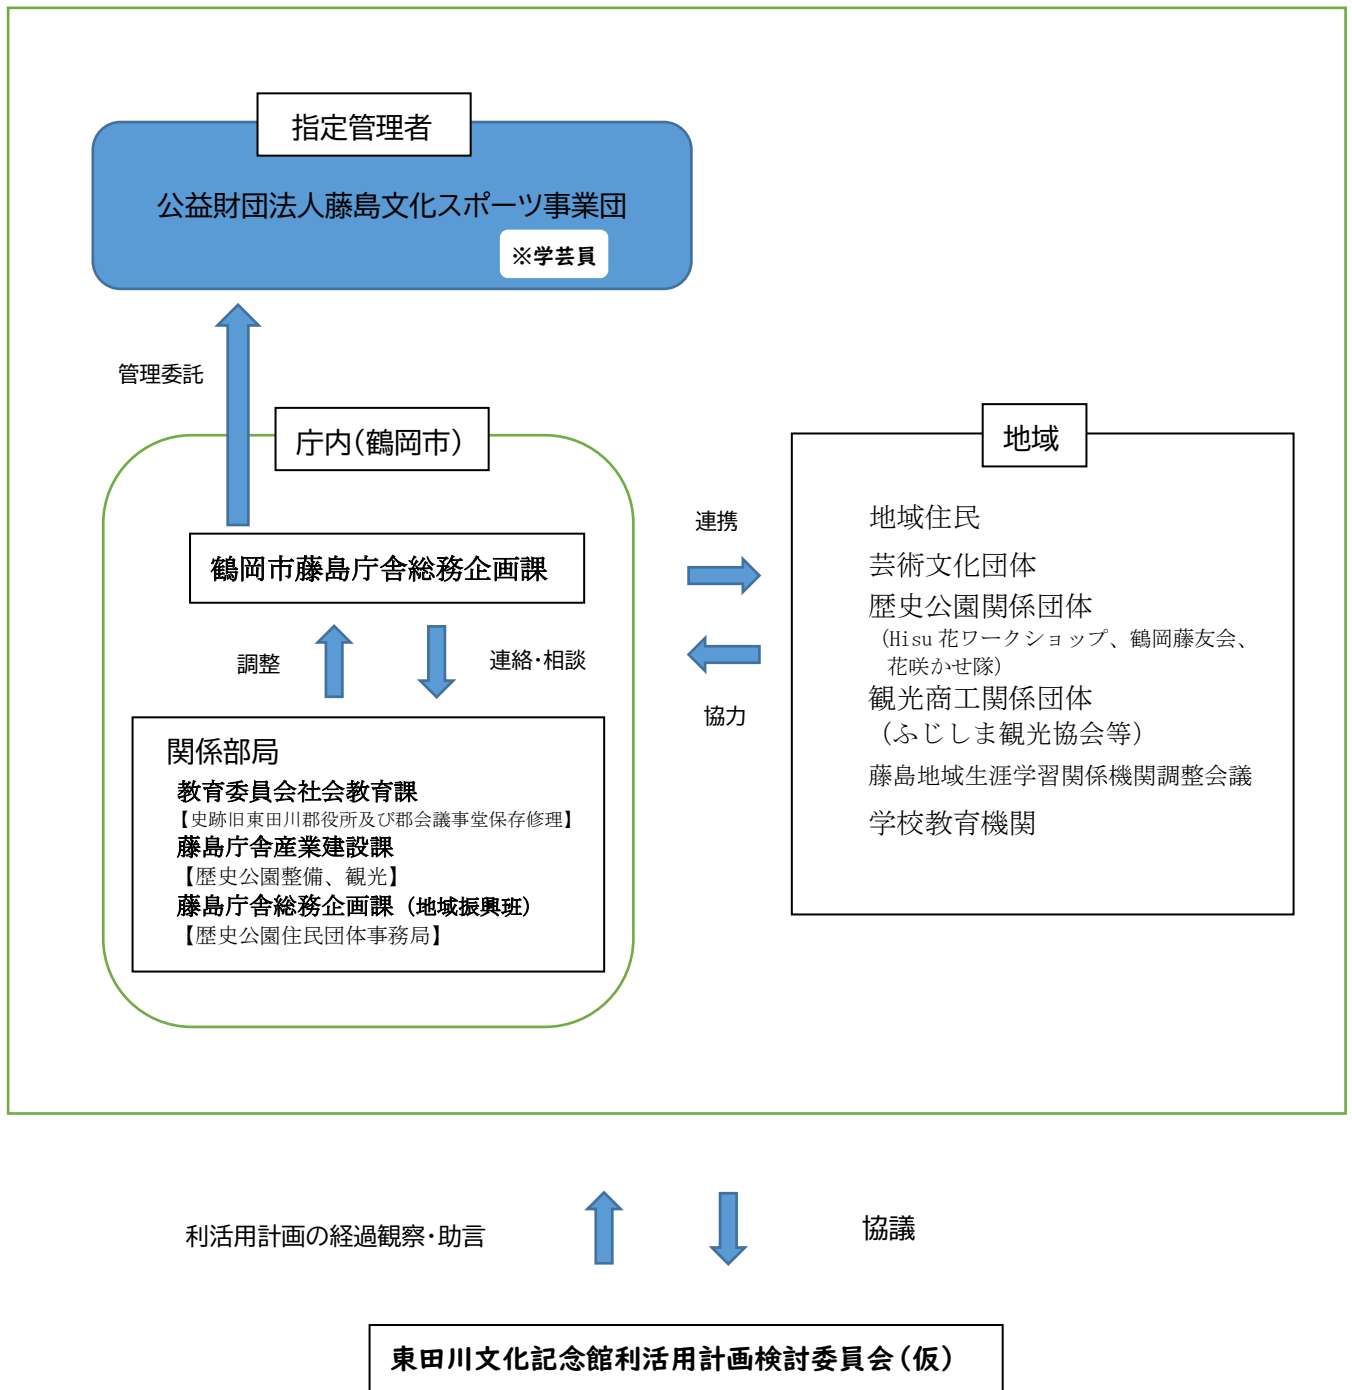 指定管理者
公益財団法人藤島文化スポーツ事業団
※学芸員
管理委託
庁内(鶴岡市)
鶴岡市藤島庁舎総務企画課
調整
連絡・相談
関係部局
教育委員会社会教育課
【史跡旧東田川郡役所及び郡会議事堂保存修理】
藤島庁舎産業建設課
【歴史公園整備、観光】
藤島庁舎総務企画課（地域振興班）
【歴史公園住民団体事務局】
連携
協力
地域
地域住民
芸術文化団体
歴史公園関係団体
（Hisu 花ワークショップ、鶴岡藤友会、
花咲かせ隊）
観光商工関係団体
（ふじしま観光協会等）
藤島地域生涯学習関係機関調整会議
学校教育機関
利活用計画の経過観察・助言
協議
東田川文化記念館利活用計画検討委員会(仮)